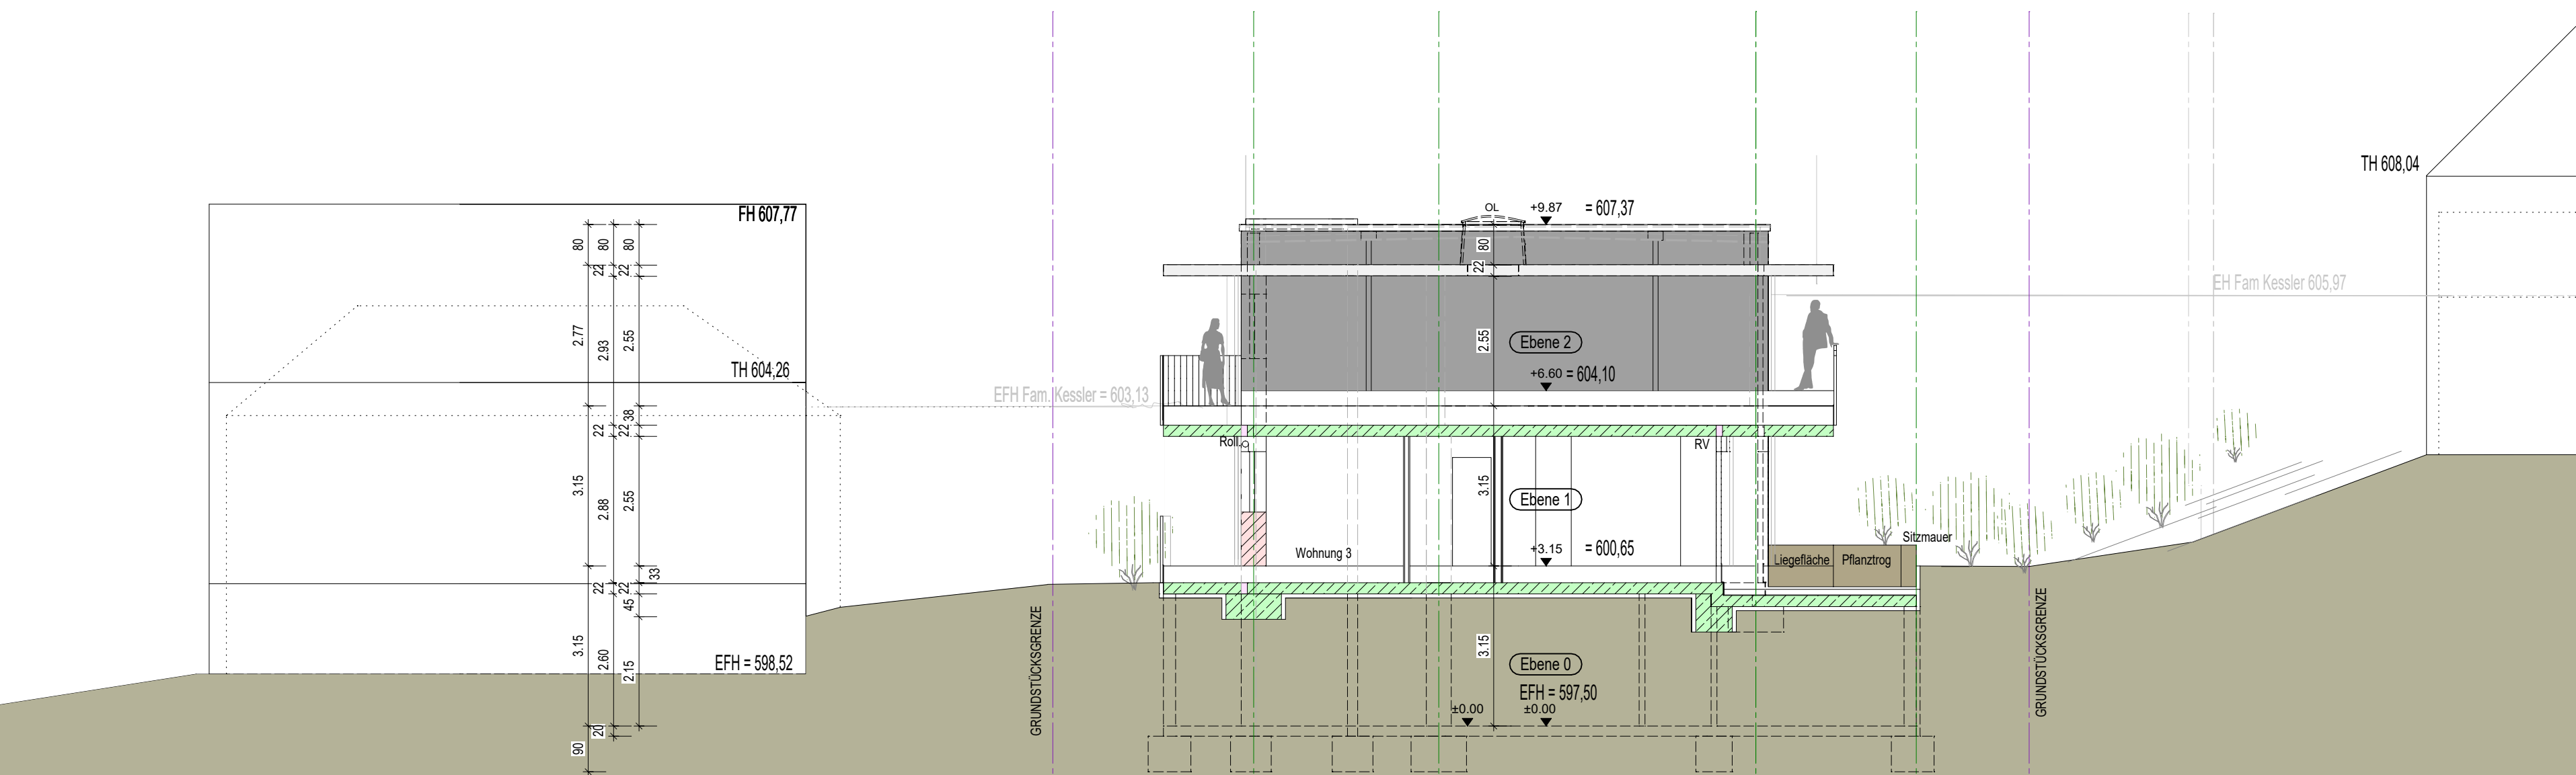 TH 608,04
FH 607,77
OL
+9.87
= 607,37
80
80
80
80
22
22
22
EH Fam Kessler 605,97
2.77
2.93
2.55
2.55
Ebene 2
TH 604,26
+6.60 = 604,10
EFH Fam. Kessler = 603,13
22
22
38
Roll.
RV
3.15
2.88
2.55
3.15
Ebene 1
Sitzmauer
Wohnung 3
+3.15
= 600,65
Liegefläche
Pflanztrog
22
22
33
45
GRUNDSTÜCKSGRENZE
GRUNDSTÜCKSGRENZE
3.15
2.60
2.15
3.15
EFH = 598,52
Ebene 0
EFH = 597,50
±0.00
±0.00
20
90